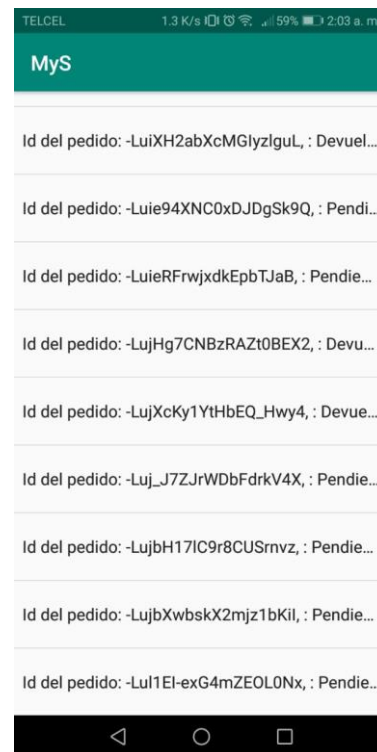 TELCEL 1.3 K/s 59% 2:03 a. m
MyS
Id del pedido: -LuiXH2abXcMGIyzlguL, : Devuel...
Id del pedido: -Luie94XNC0xDJDgSk9Q, : Pendi...
Id del pedido: -LuieRFrwjxdkEpbTJaB, : Pendie...
Id del pedido: -LujHg7CNBzRAZt0BEX2, : Devu...
Id del pedido: -LujXcKy1YtHbEQ_Hwy4, : Devue...
Id del pedido: -Luj_J7ZJrWDbFdrkV4X, : Pendie...
Id del pedido: -LujbH17lC9r8CUSrnvz, : Pendie...
Id del pedido: -LujbXwbskX2mjz1bKil, : Pendie...
Id del pedido: -Lul1El-exG4mZEOL0Nx, : Pendie...